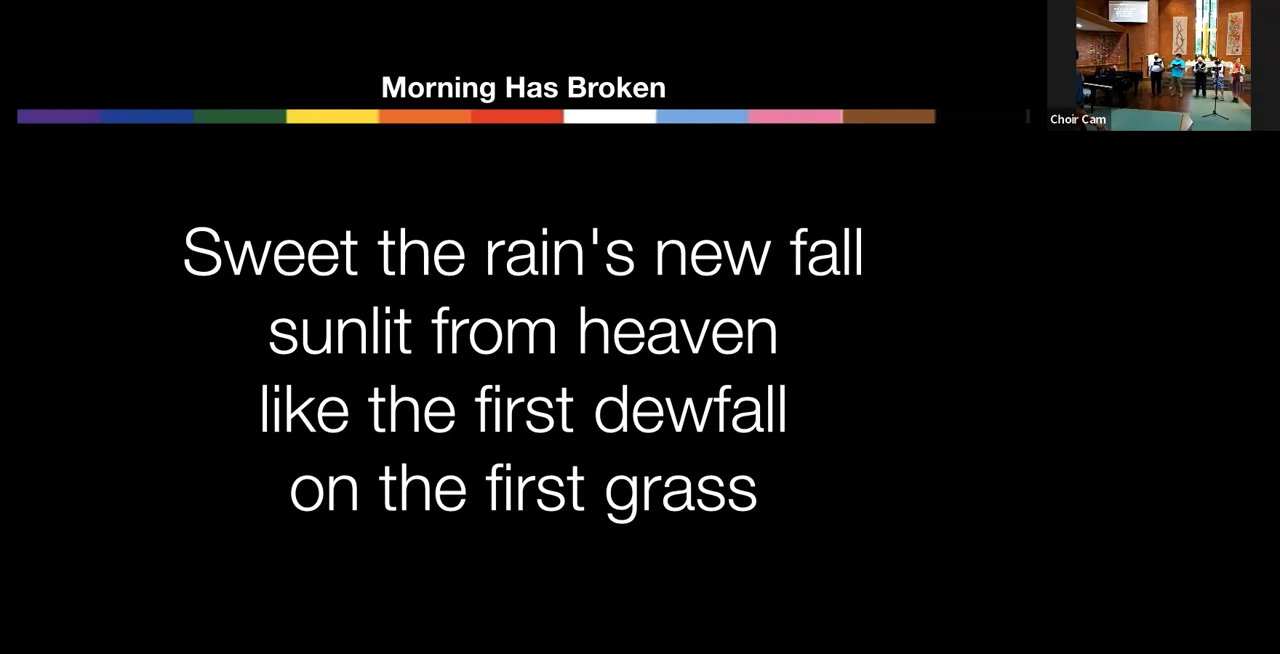 Morning Has Broken
Choir Cam
Sweet the rain's new fall
sunlit from heaven
like the first dewfall
on the first grass